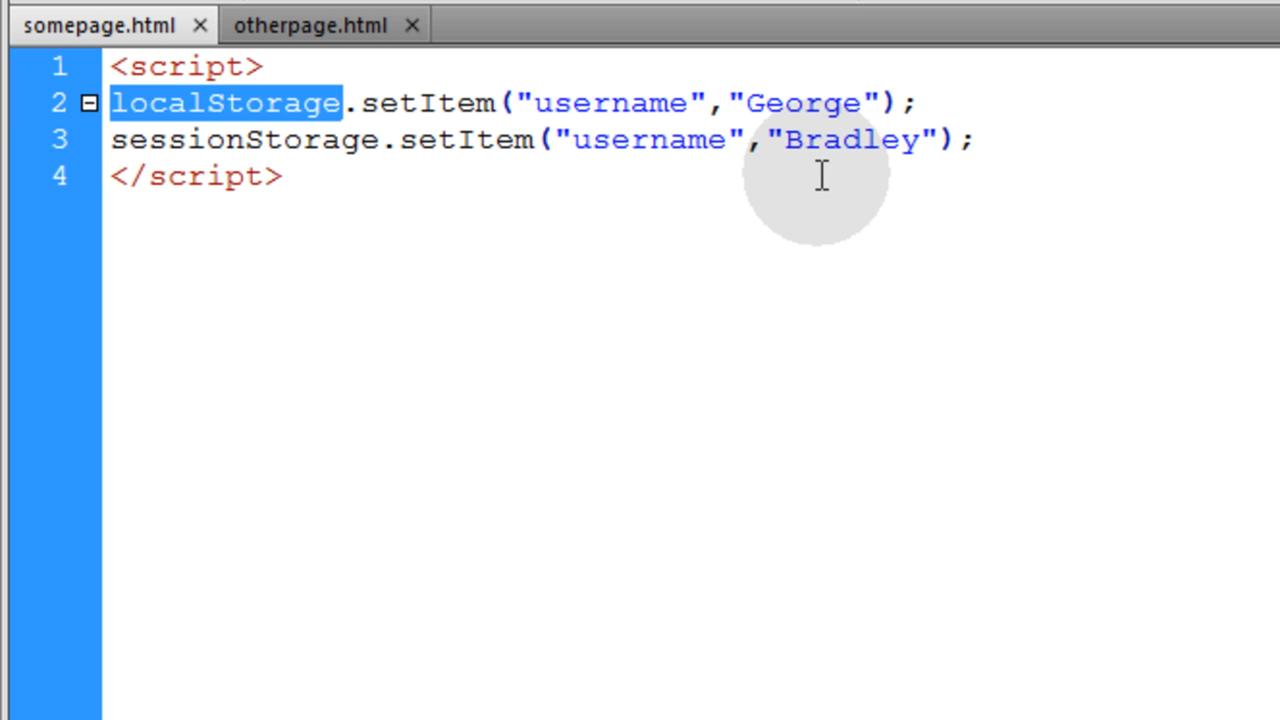 somepage.html × otherpage.html ×
1 <script>
2 localStorage.setItem("username","George");
3 sessionStorage.setItem("username","Bradley");
4 </script>